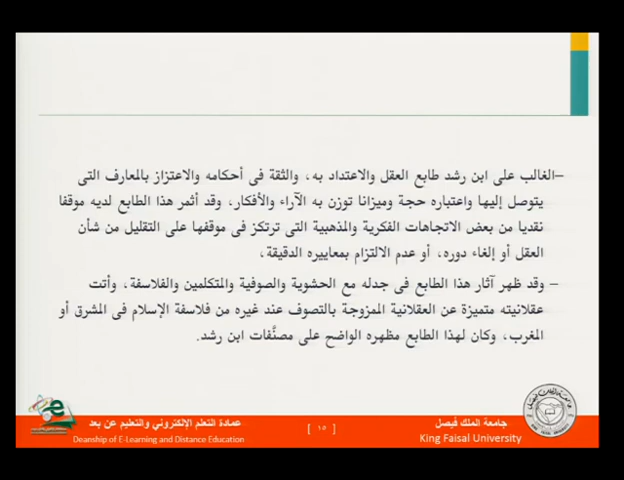 –الغالب على ابن رشد طابع العقل والاعتداد به، والثقة فى أحكامه والاعتزاز بالمعارف التى
يتوصل إليها واعتباره حجة وميزانا توزن به الآراء والأفكار، وقد أثمر هذا الطابع لديه موقفا
نقديا من بعض الاتجاهات الفكرية والمذهبية التى ترتكز فى موقفها على التقليل من شأن
العقل أو إلغاء دوره، أو عدم الالتزام بمعاييره الدقيقة،
– وقد ظهر آثار هذا الطابع فى جدله مع الحشوية والصوفية والمتكلمين والفلاسفة، وأتت
عقلانيته متميزة عن العقلانية الممزوجة بالتصوف عند غيره من فلاسفة الإسلام فى المشرق أو
المغرب، وكان لهذا الطابع مظهره الواضح على مصنَّفات ابن رشد.
جامعة الملك فيصل
King Faisal University
[ ١٥ ]
عمادة التعلم الإلكتروني والتعليم عن بعد
Deanship of E-Learning and Distance Education